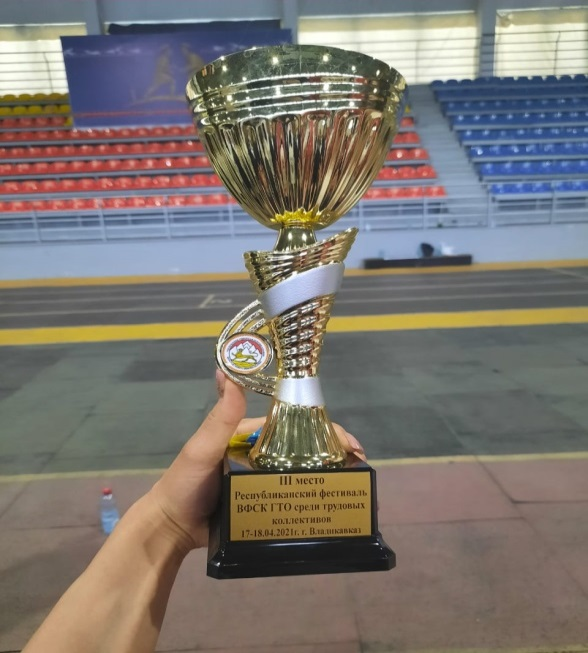 III место
Республиканский фестиваль
ВФСК ГТО среди трудовых
коллективов
17-18.04.2021г. г. Владикавказ